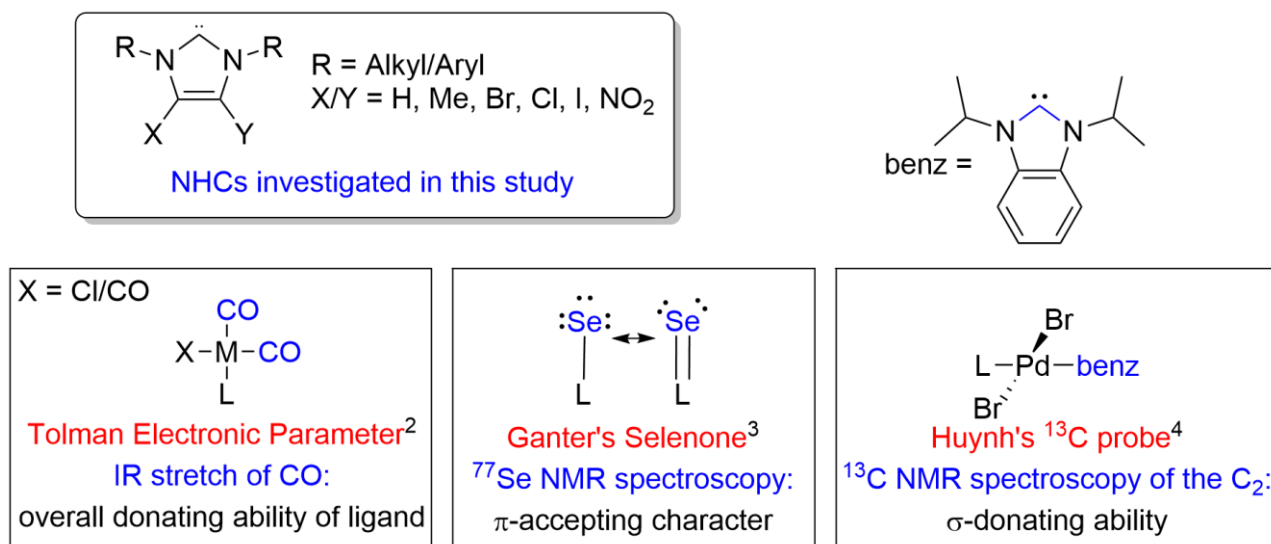 R
N
N
R
X
Y
R = Alkyl/Aryl
X/Y = H, Me, Br, Cl, I, NO₂
NHCs investigated in this study
benz =
N
N
X = Cl/CO
CO
X–M–CO
L
Tolman Electronic Parameter²
IR stretch of CO:
overall donating ability of ligand
Se
Se
L
L
Ganter's Selenone³
⁷⁷Se NMR spectroscopy:
π-accepting character
Br
L–Pd–benz
Br
Huynh's ¹³C probe⁴
¹³C NMR spectroscopy of the C₂:
σ-donating ability